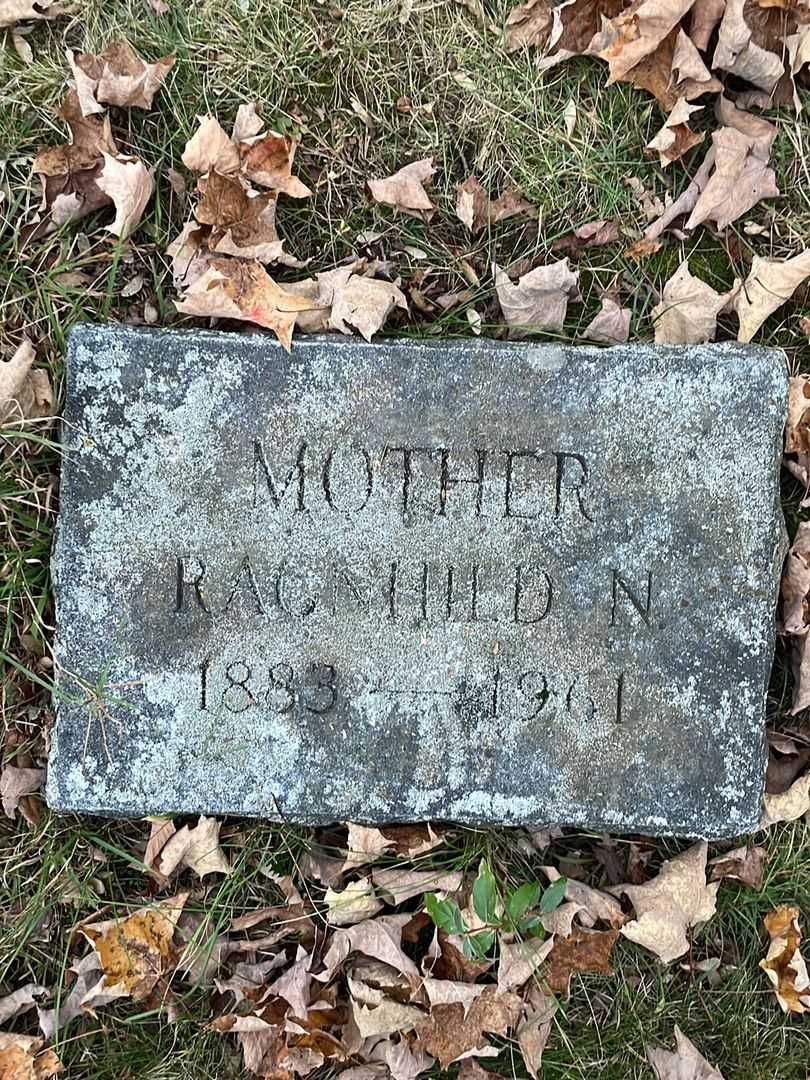 MOTHER
RAGNHILD N.
1883 — 1961